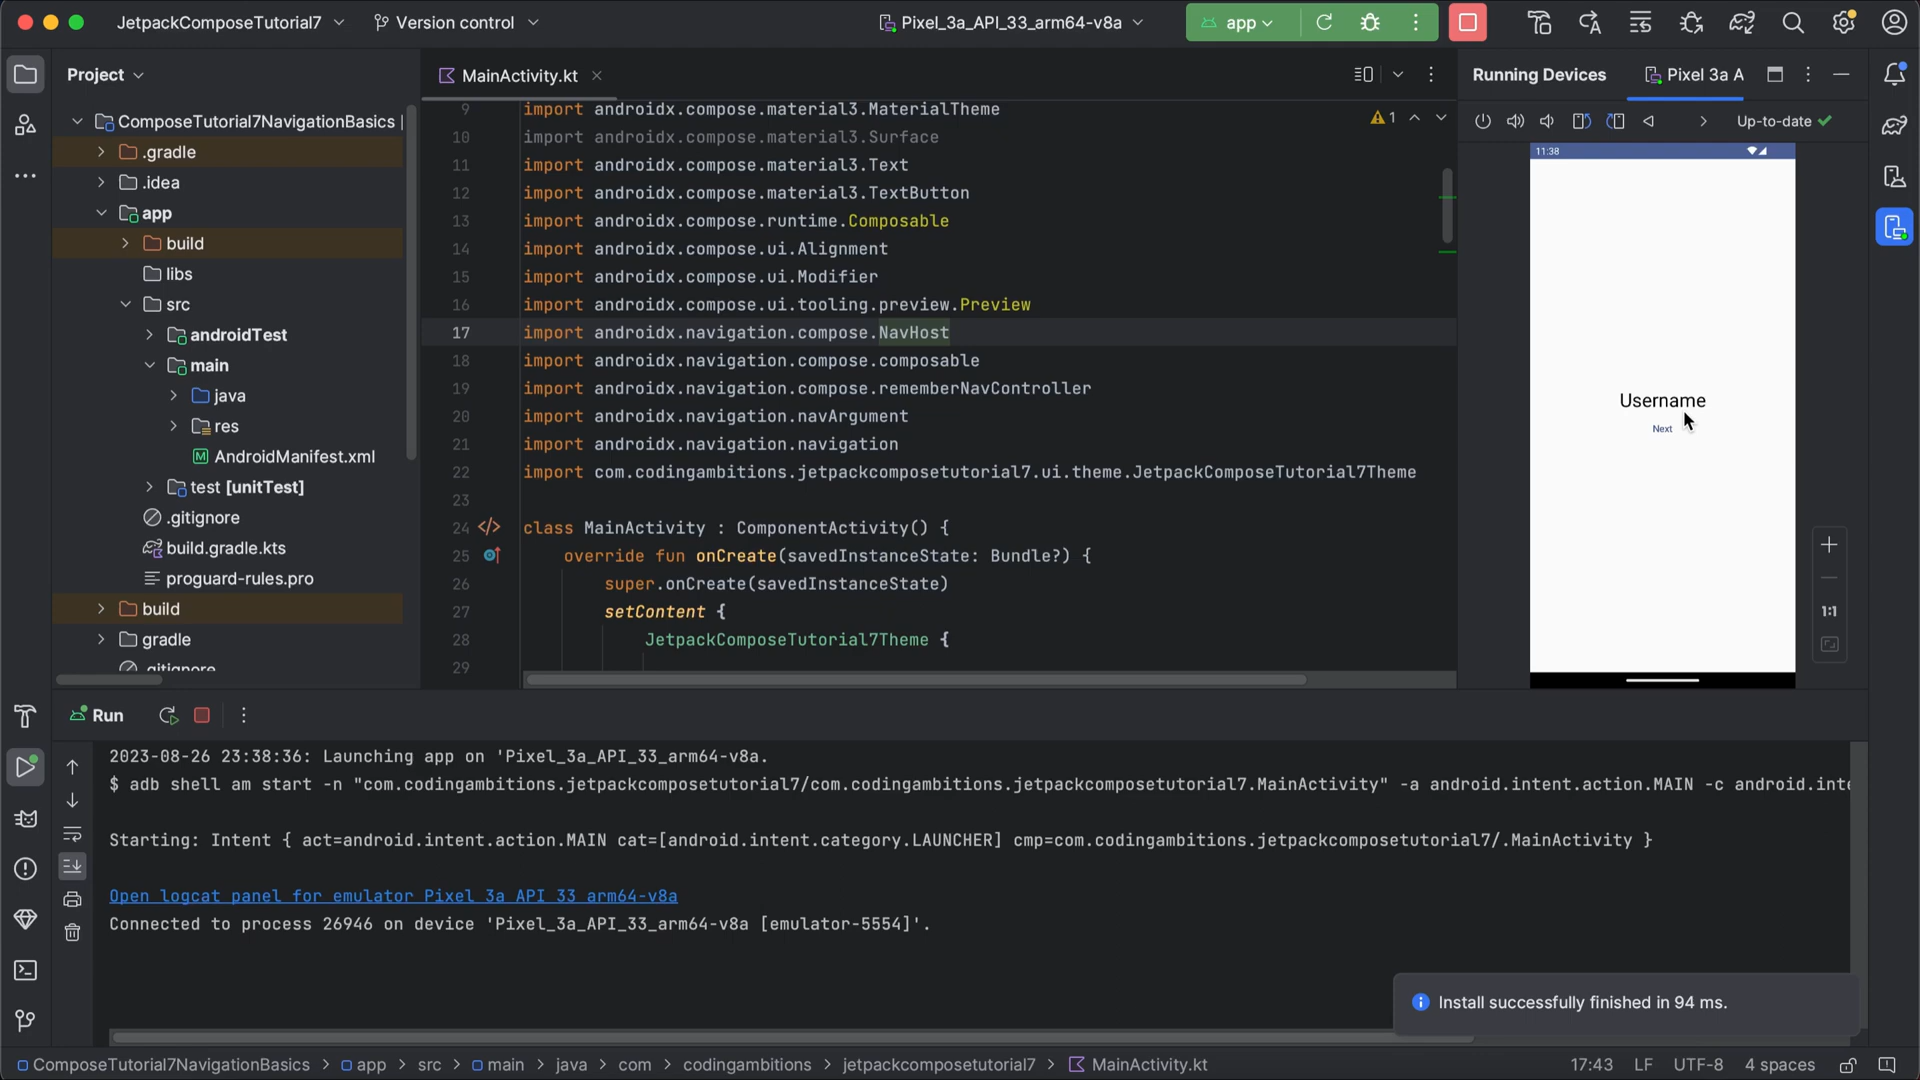 JetpackComposeTutorial7
Version control
Pixel_3a_API_33_arm64-v8a
app
Project
MainActivity.kt
Running Devices
Pixel 3a A
ComposeTutorial7NavigationBasics
.gradle
.idea
app
build
libs
src
androidTest
main
java
res
AndroidManifest.xml
test [unitTest]
.gitignore
build.gradle.kts
proguard-rules.pro
build
gradle
.gitignore
1
9 import androidx.compose.material3.MaterialTheme
10 import androidx.compose.material3.Surface
11 import androidx.compose.material3.Text
12 import androidx.compose.material3.TextButton
13 import androidx.compose.runtime.Composable
14 import androidx.compose.ui.Alignment
15 import androidx.compose.ui.Modifier
16 import androidx.compose.ui.tooling.preview.Preview
17 import androidx.navigation.compose.NavHost
18 import androidx.navigation.compose.composable
19 import androidx.navigation.compose.rememberNavController
20 import androidx.navigation.navArgument
21 import androidx.navigation.navigation
22 import com.codingambitions.jetpackcomposetutorial7.ui.theme.JetpackComposeTutorial7Theme
23
24 class MainActivity : ComponentActivity() {
25 override fun onCreate(savedInstanceState: Bundle?) {
26 super.onCreate(savedInstanceState)
27 setContent {
28 JetpackComposeTutorial7Theme {
29
Up-to-date
11:38
Username
Next
1:1
Run
2023-08-26 23:38:36: Launching app on 'Pixel_3a_API_33_arm64-v8a.
$ adb shell am start -n "com.codingambitions.jetpackcomposetutorial7/com.codingambitions.jetpackcomposetutorial7.MainActivity" -a android.intent.action.MAIN -c android.inte
Starting: Intent { act=android.intent.action.MAIN cat=[android.intent.category.LAUNCHER] cmp=com.codingambitions.jetpackcomposetutorial7/.MainActivity }
Open logcat panel for emulator Pixel 3a API 33 arm64-v8a
Connected to process 26946 on device 'Pixel_3a_API_33_arm64-v8a [emulator-5554]'.
Install successfully finished in 94 ms.
ComposeTutorial7NavigationBasics > app > src > main > java > com > codingambitions > jetpackcomposetutorial7 > MainActivity.kt
17:43 LF UTF-8 4 spaces